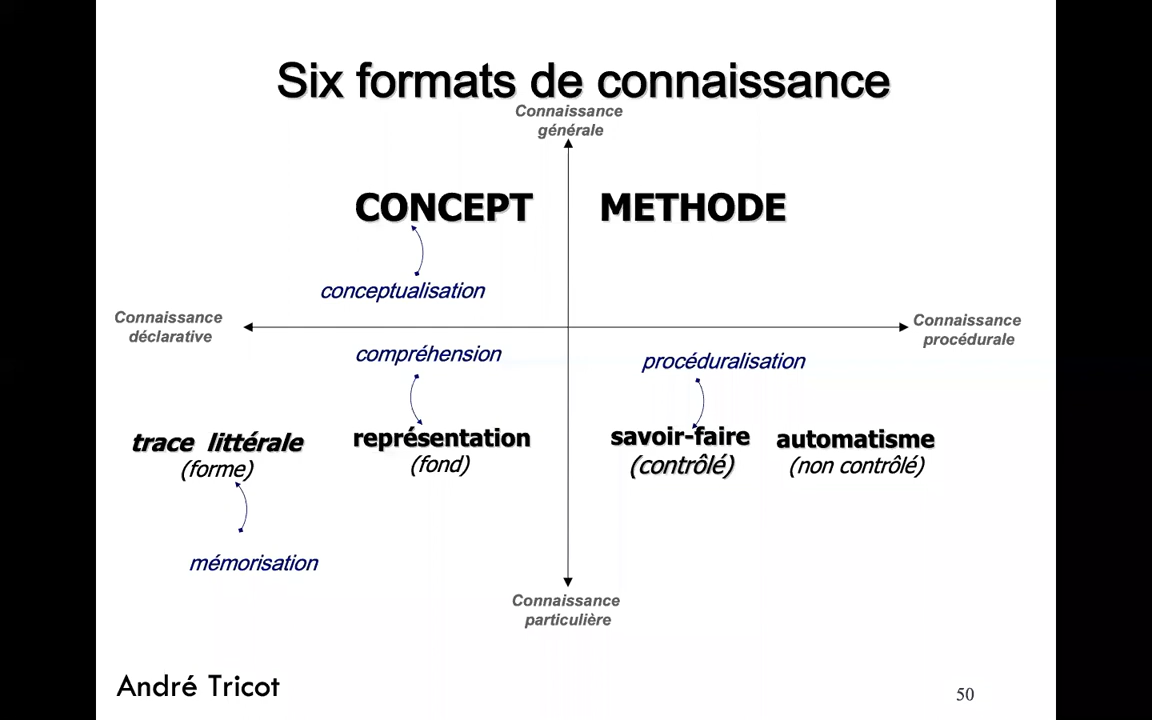 Six formats de connaissance
Connaissance
générale
CONCEPT
METHODE
conceptualisation
Connaissance
déclarative
Connaissance
procédurale
compréhension
procéduralisation
trace littérale
(forme)
représentation
(fond)
savoir-faire
(contrôlé)
automatisme
(non contrôlé)
mémorisation
Connaissance
particulière
André Tricot
50